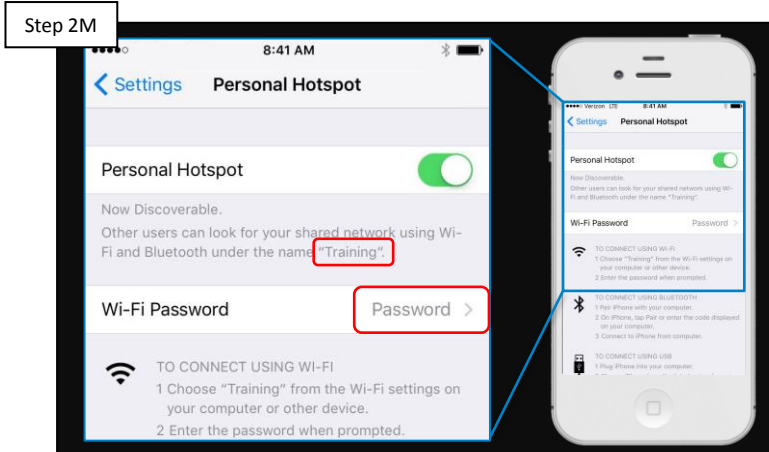 Step 2M
8:41 AM
Settings Personal Hotspot
Personal Hotspot
Now Discoverable.
Other users can look for your shared network using Wi-
Fi and Bluetooth under the name "Training".
Wi-Fi Password Password
TO CONNECT USING WI-FI
1 Choose "Training" from the Wi-Fi settings on
your computer or other device.
2 Enter the password when prompted.
Verizon LTE 8:41 AM
Settings Personal Hotspot
Personal Hotspot
Now Discoverable.
Other users can look for your shared network using Wi-
Fi and Bluetooth under the name "Training".
Wi-Fi Password Password
TO CONNECT USING WI-FI
1 Choose "Training" from the Wi-Fi settings on
your computer or other device.
2 Enter the password when prompted.
TO CONNECT USING BLUETOOTH
1 Pair iPhone with your computer.
2 On iPhone, tap Pair or enter the code displayed
on your computer.
3 Connect to iPhone from computer.
TO CONNECT USING USB
1 Plug iPhone into your computer.